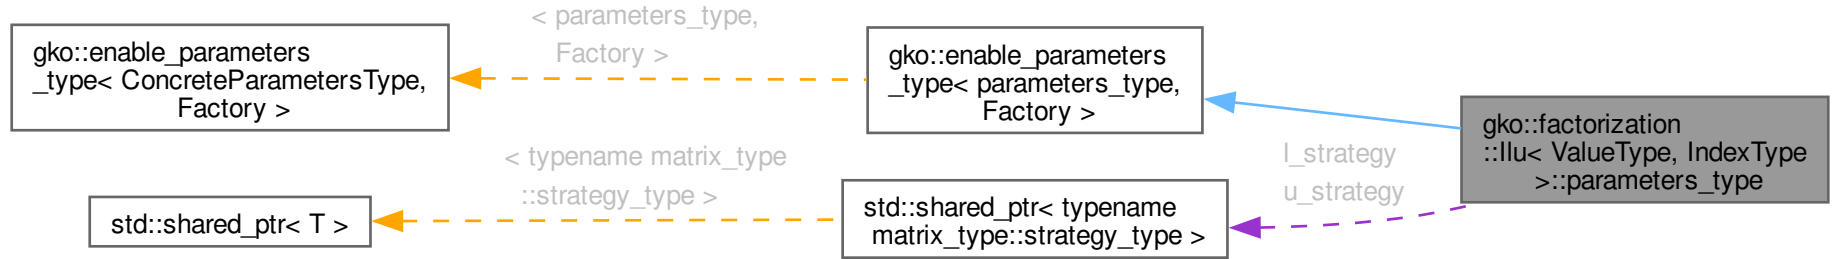 < parameters_type,
Factory >
gko::enable_parameters
_type< ConcreteParametersType,
Factory >
gko::enable_parameters
_type< parameters_type,
Factory >
gko::factorization
::Ilu< ValueType, IndexType
>::parameters_type
< typename matrix_type
::strategy_type >
l_strategy
u_strategy
std::shared_ptr< T >
std::shared_ptr< typename
matrix_type::strategy_type >